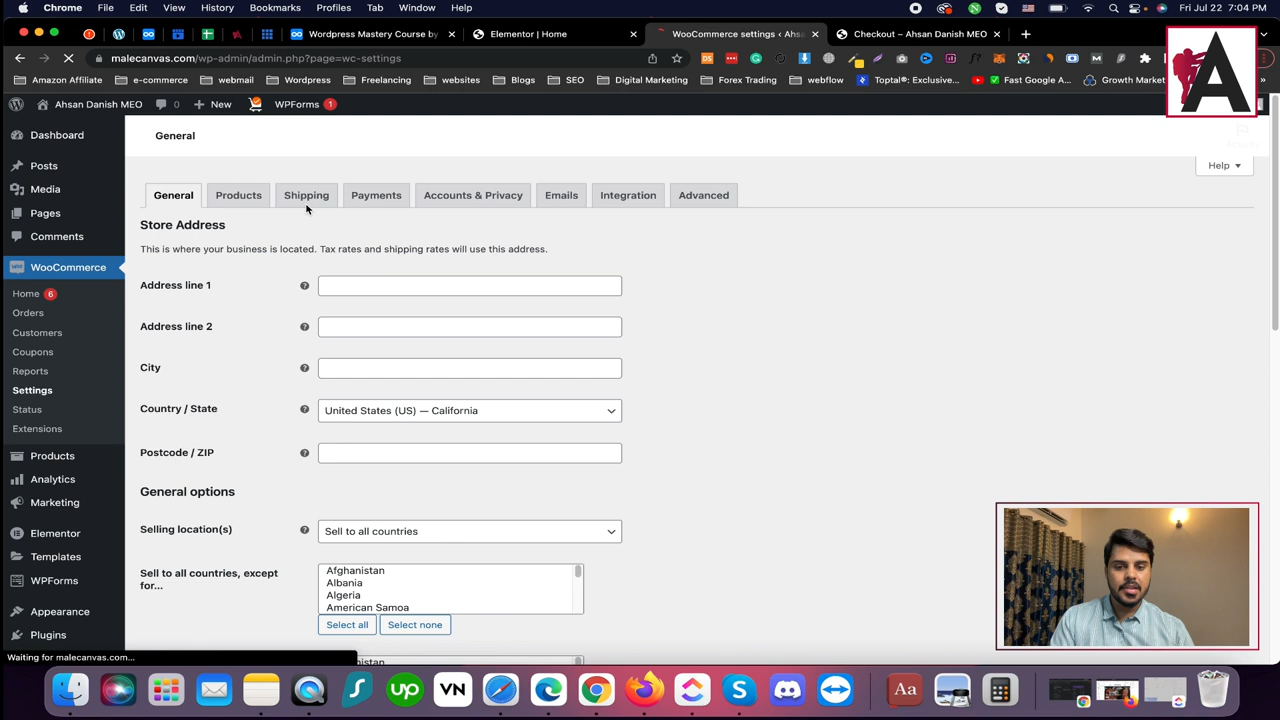 Chrome File Edit View History Bookmarks Profiles Tab Window Help
Fri Jul 22 7:04 PM
Wordpress Mastery Course by
Elementor | Home
WooCommerce settings ‹ Ahsa
Checkout – Ahsan Danish MEO
malecanvas.com/wp-admin/admin.php?page=wc-settings
Amazon Affiliate e-commerce webmail Wordpress Freelancing websites Blogs SEO Digital Marketing Forex Trading webflow Toptal®: Exclusive... Fast Google A... Growth Market
A
Ahsan Danish MEO 0 New WPForms 1
Dashboard
Posts
Media
Pages
Comments
WooCommerce
Home 6
Orders
Customers
Coupons
Reports
Settings
Status
Extensions
Products
Analytics
Marketing
Elementor
Templates
WPForms
Appearance
Plugins
General
Help
General Products Shipping Payments Accounts & Privacy Emails Integration Advanced
Store Address
This is where your business is located. Tax rates and shipping rates will use this address.
Address line 1
Address line 2
City
Country / State
United States (US) — California
Postcode / ZIP
General options
Selling location(s)
Sell to all countries
Sell to all countries, except for...
Afghanistan
Albania
Algeria
American Samoa
Select all Select none
Waiting for malecanvas.com...
up VN S Aa